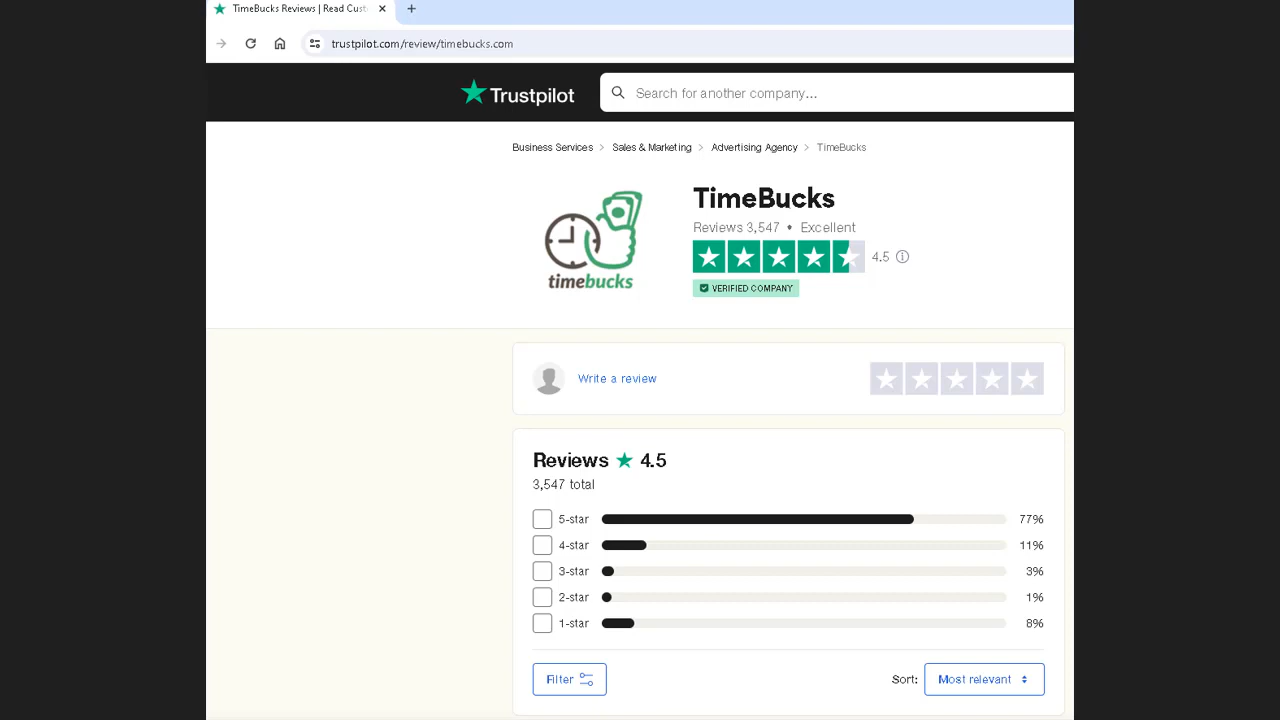 TimeBucks Reviews | Read Cust
trustpilot.com/review/timebucks.com
Trustpilot
Search for another company...
Business Services > Sales & Marketing > Advertising Agency > TimeBucks
timebucks
TimeBucks
Reviews 3,547 • Excellent
4.5
VERIFIED COMPANY
Write a review
Reviews ★ 4.5
3,547 total
5-star 77%
4-star 11%
3-star 3%
2-star 1%
1-star 8%
Filter
Sort: Most relevant